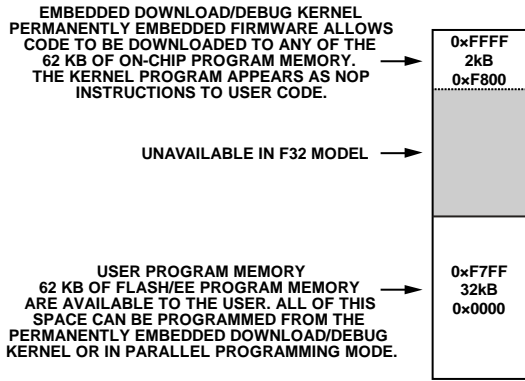 EMBEDDED DOWNLOAD/DEBUG KERNEL
PERMANENTLY EMBEDDED FIRMWARE ALLOWS
CODE TO BE DOWNLOADED TO ANY OF THE
62 KB OF ON-CHIP PROGRAM MEMORY.
THE KERNEL PROGRAM APPEARS AS NOP
INSTRUCTIONS TO USER CODE.
0×FFFF
2kB
0×F800
UNAVAILABLE IN F32 MODEL
USER PROGRAM MEMORY
62 KB OF FLASH/EE PROGRAM MEMORY
ARE AVAILABLE TO THE USER. ALL OF THIS
SPACE CAN BE PROGRAMMED FROM THE
PERMANENTLY EMBEDDED DOWNLOAD/DEBUG
KERNEL OR IN PARALLEL PROGRAMMING MODE.
0×F7FF
32kB
0×0000